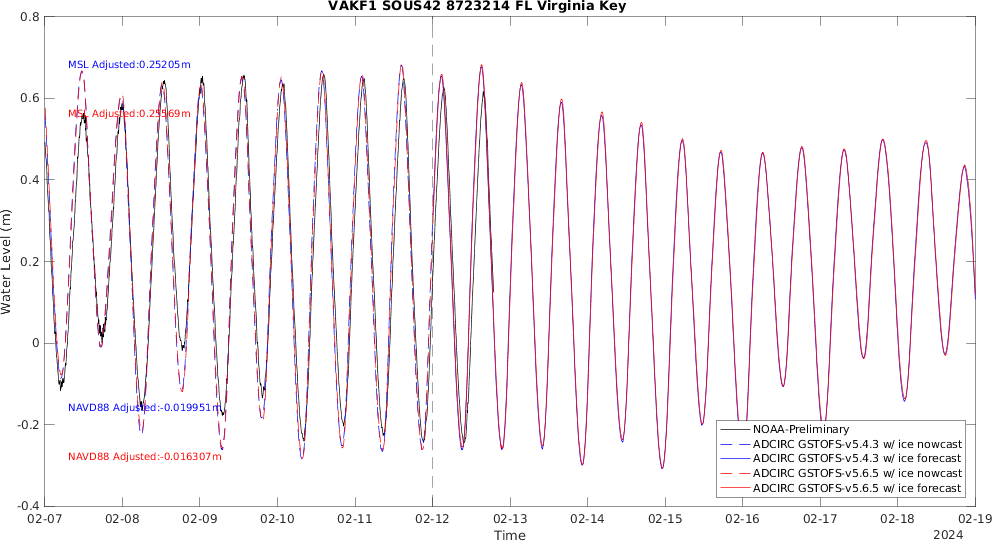 VAKF1 SOUS42 8723214 FL Virginia Key
0.8
0.6
0.4
0.2
0
-0.2
-0.4
Water Level (m)
MSL Adjusted:0.25205m
MSL Adjusted:0.25569m
NAVD88 Adjusted:-0.019951m
NAVD88 Adjusted:-0.016307m
NOAA-Preliminary
ADCIRC GSTOFS-v5.4.3 w/ ice nowcast
ADCIRC GSTOFS-v5.4.3 w/ ice forecast
ADCIRC GSTOFS-v5.6.5 w/ ice nowcast
ADCIRC GSTOFS-v5.6.5 w/ ice forecast
02-07 02-08 02-09 02-10 02-11 02-12 02-13 02-14 02-15 02-16 02-17 02-18 02-19
Time
2024